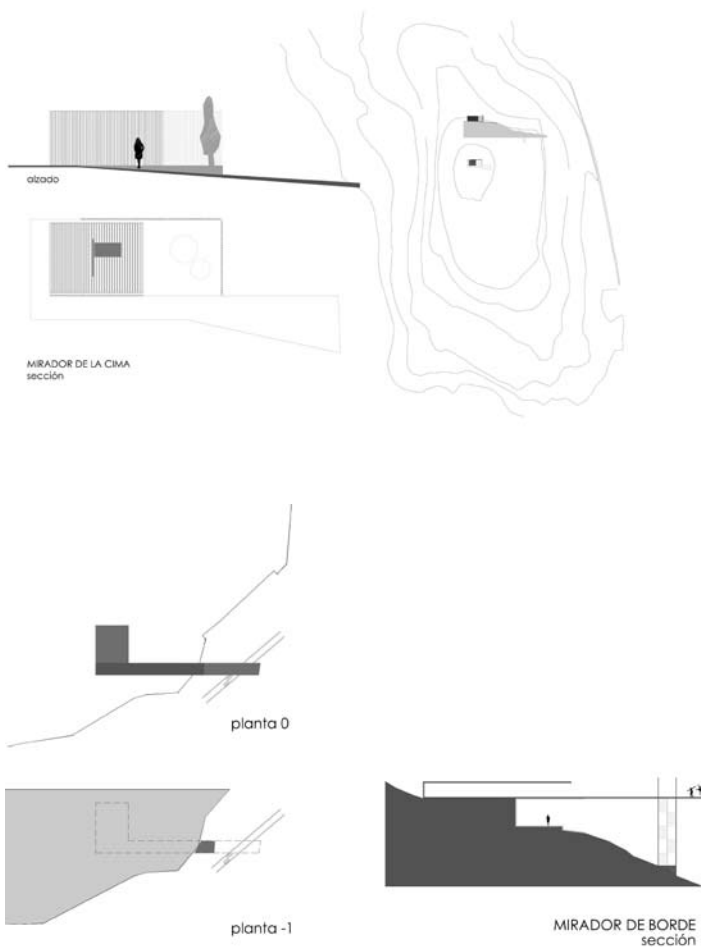 alzado
MIRADOR DE LA CIMA
sección
planta 0
planta -1
MIRADOR DE BORDE
sección